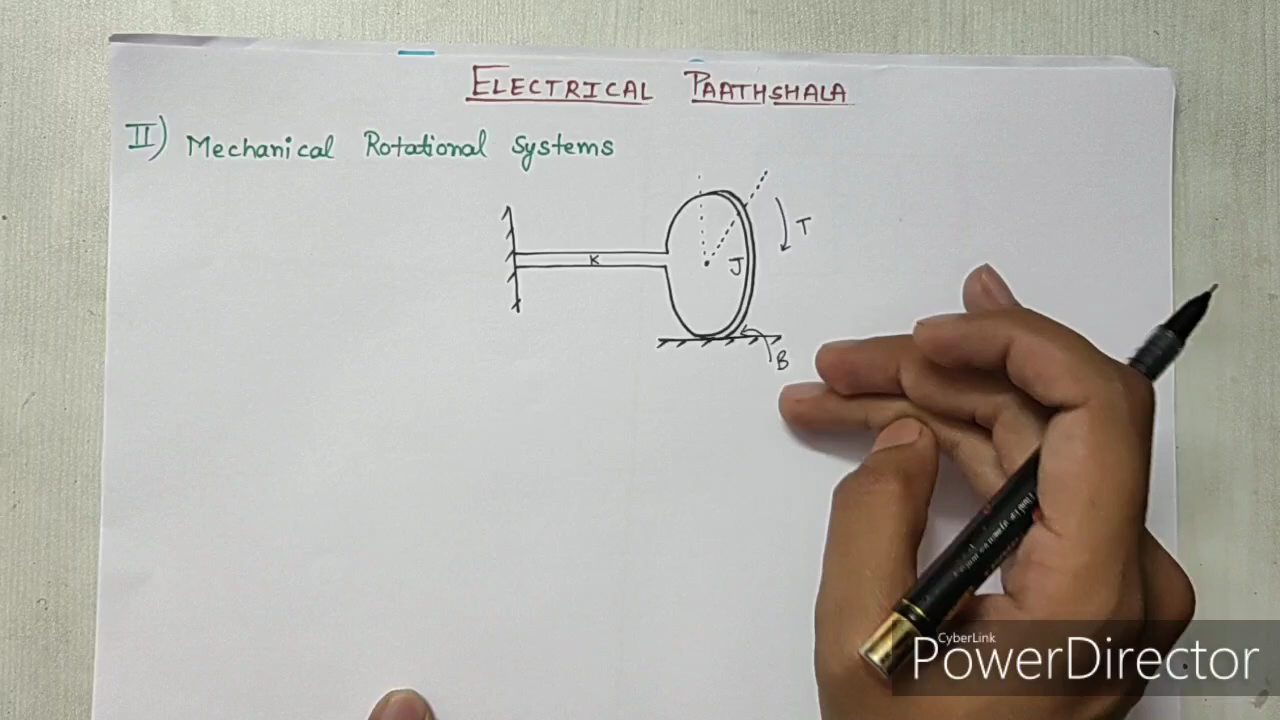 ELECTRICAL PAATHSHALA
II) Mechanical Rotational Systems
T
K
J
B
CyberLink
PowerDirector